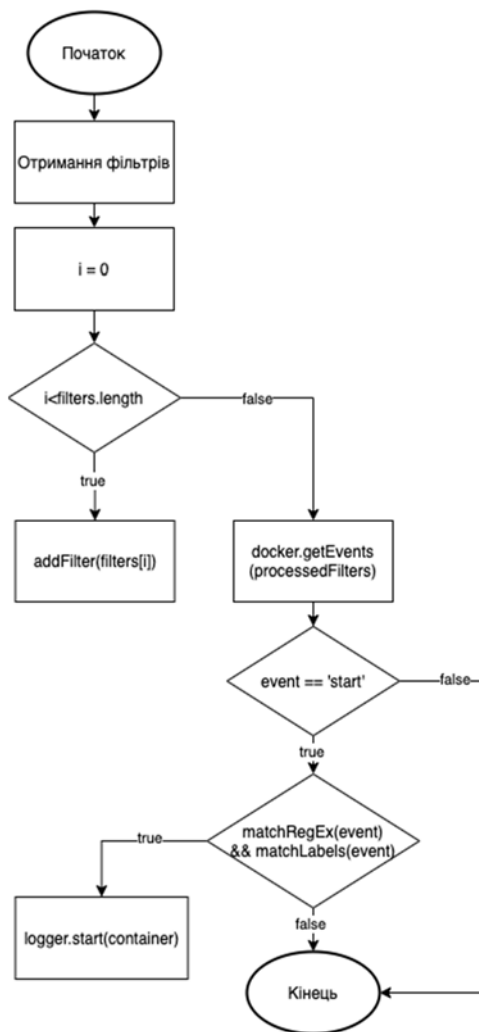 Початок
Отримання фільтрів
i = 0
i<filters.length
false
true
addFilter(filters[i])
docker.getEvents
(processedFilters)
event == 'start'
false
true
matchRegEx(event)
&& matchLabels(event)
true
logger.start(container)
false
Кінець